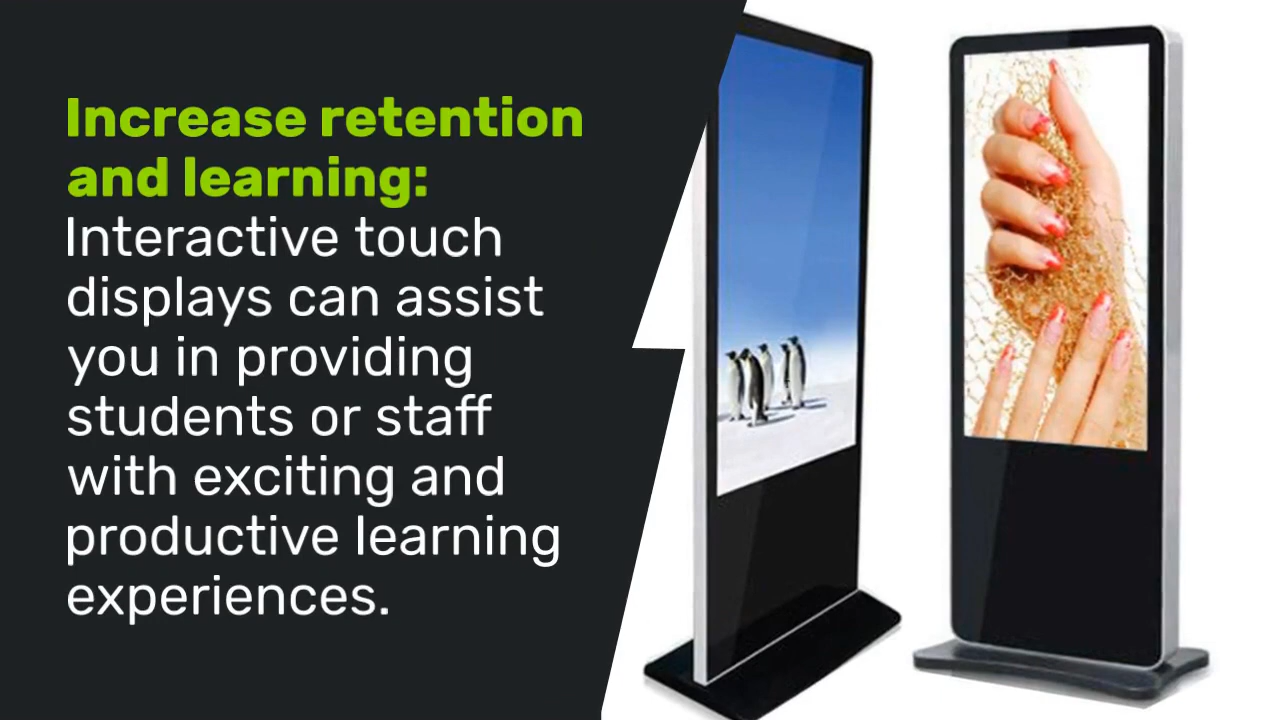 Increase retention
and learning:
Interactive touch
displays can assist
you in providing
students or staff
with exciting and
productive learning
experiences.